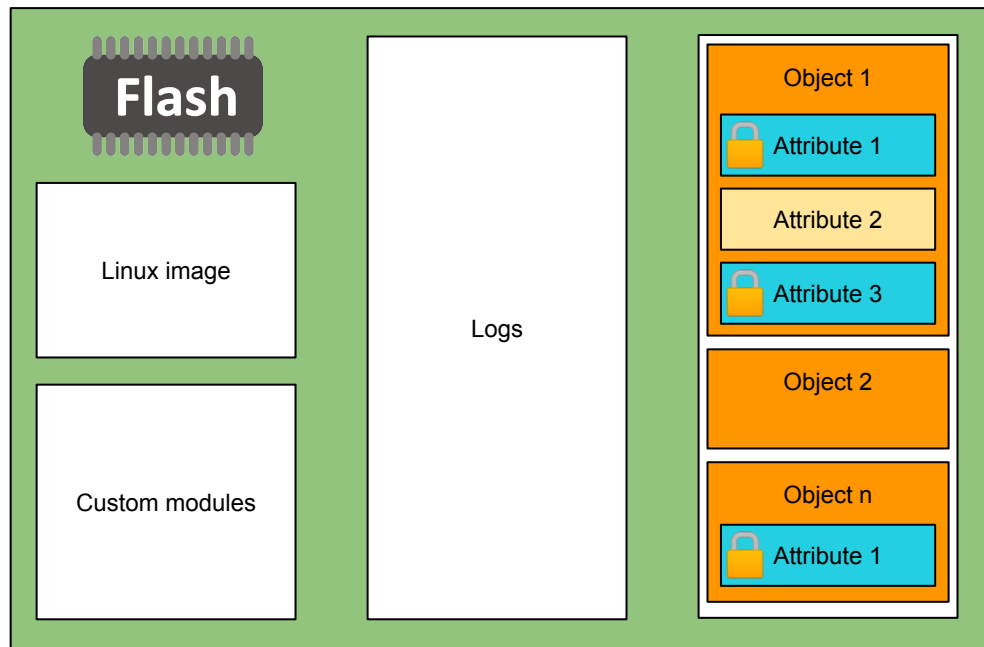 Flash
Linux image
Custom modules
Logs
Object 1
Attribute 1
Attribute 2
Attribute 3
Object 2
Object n
Attribute 1